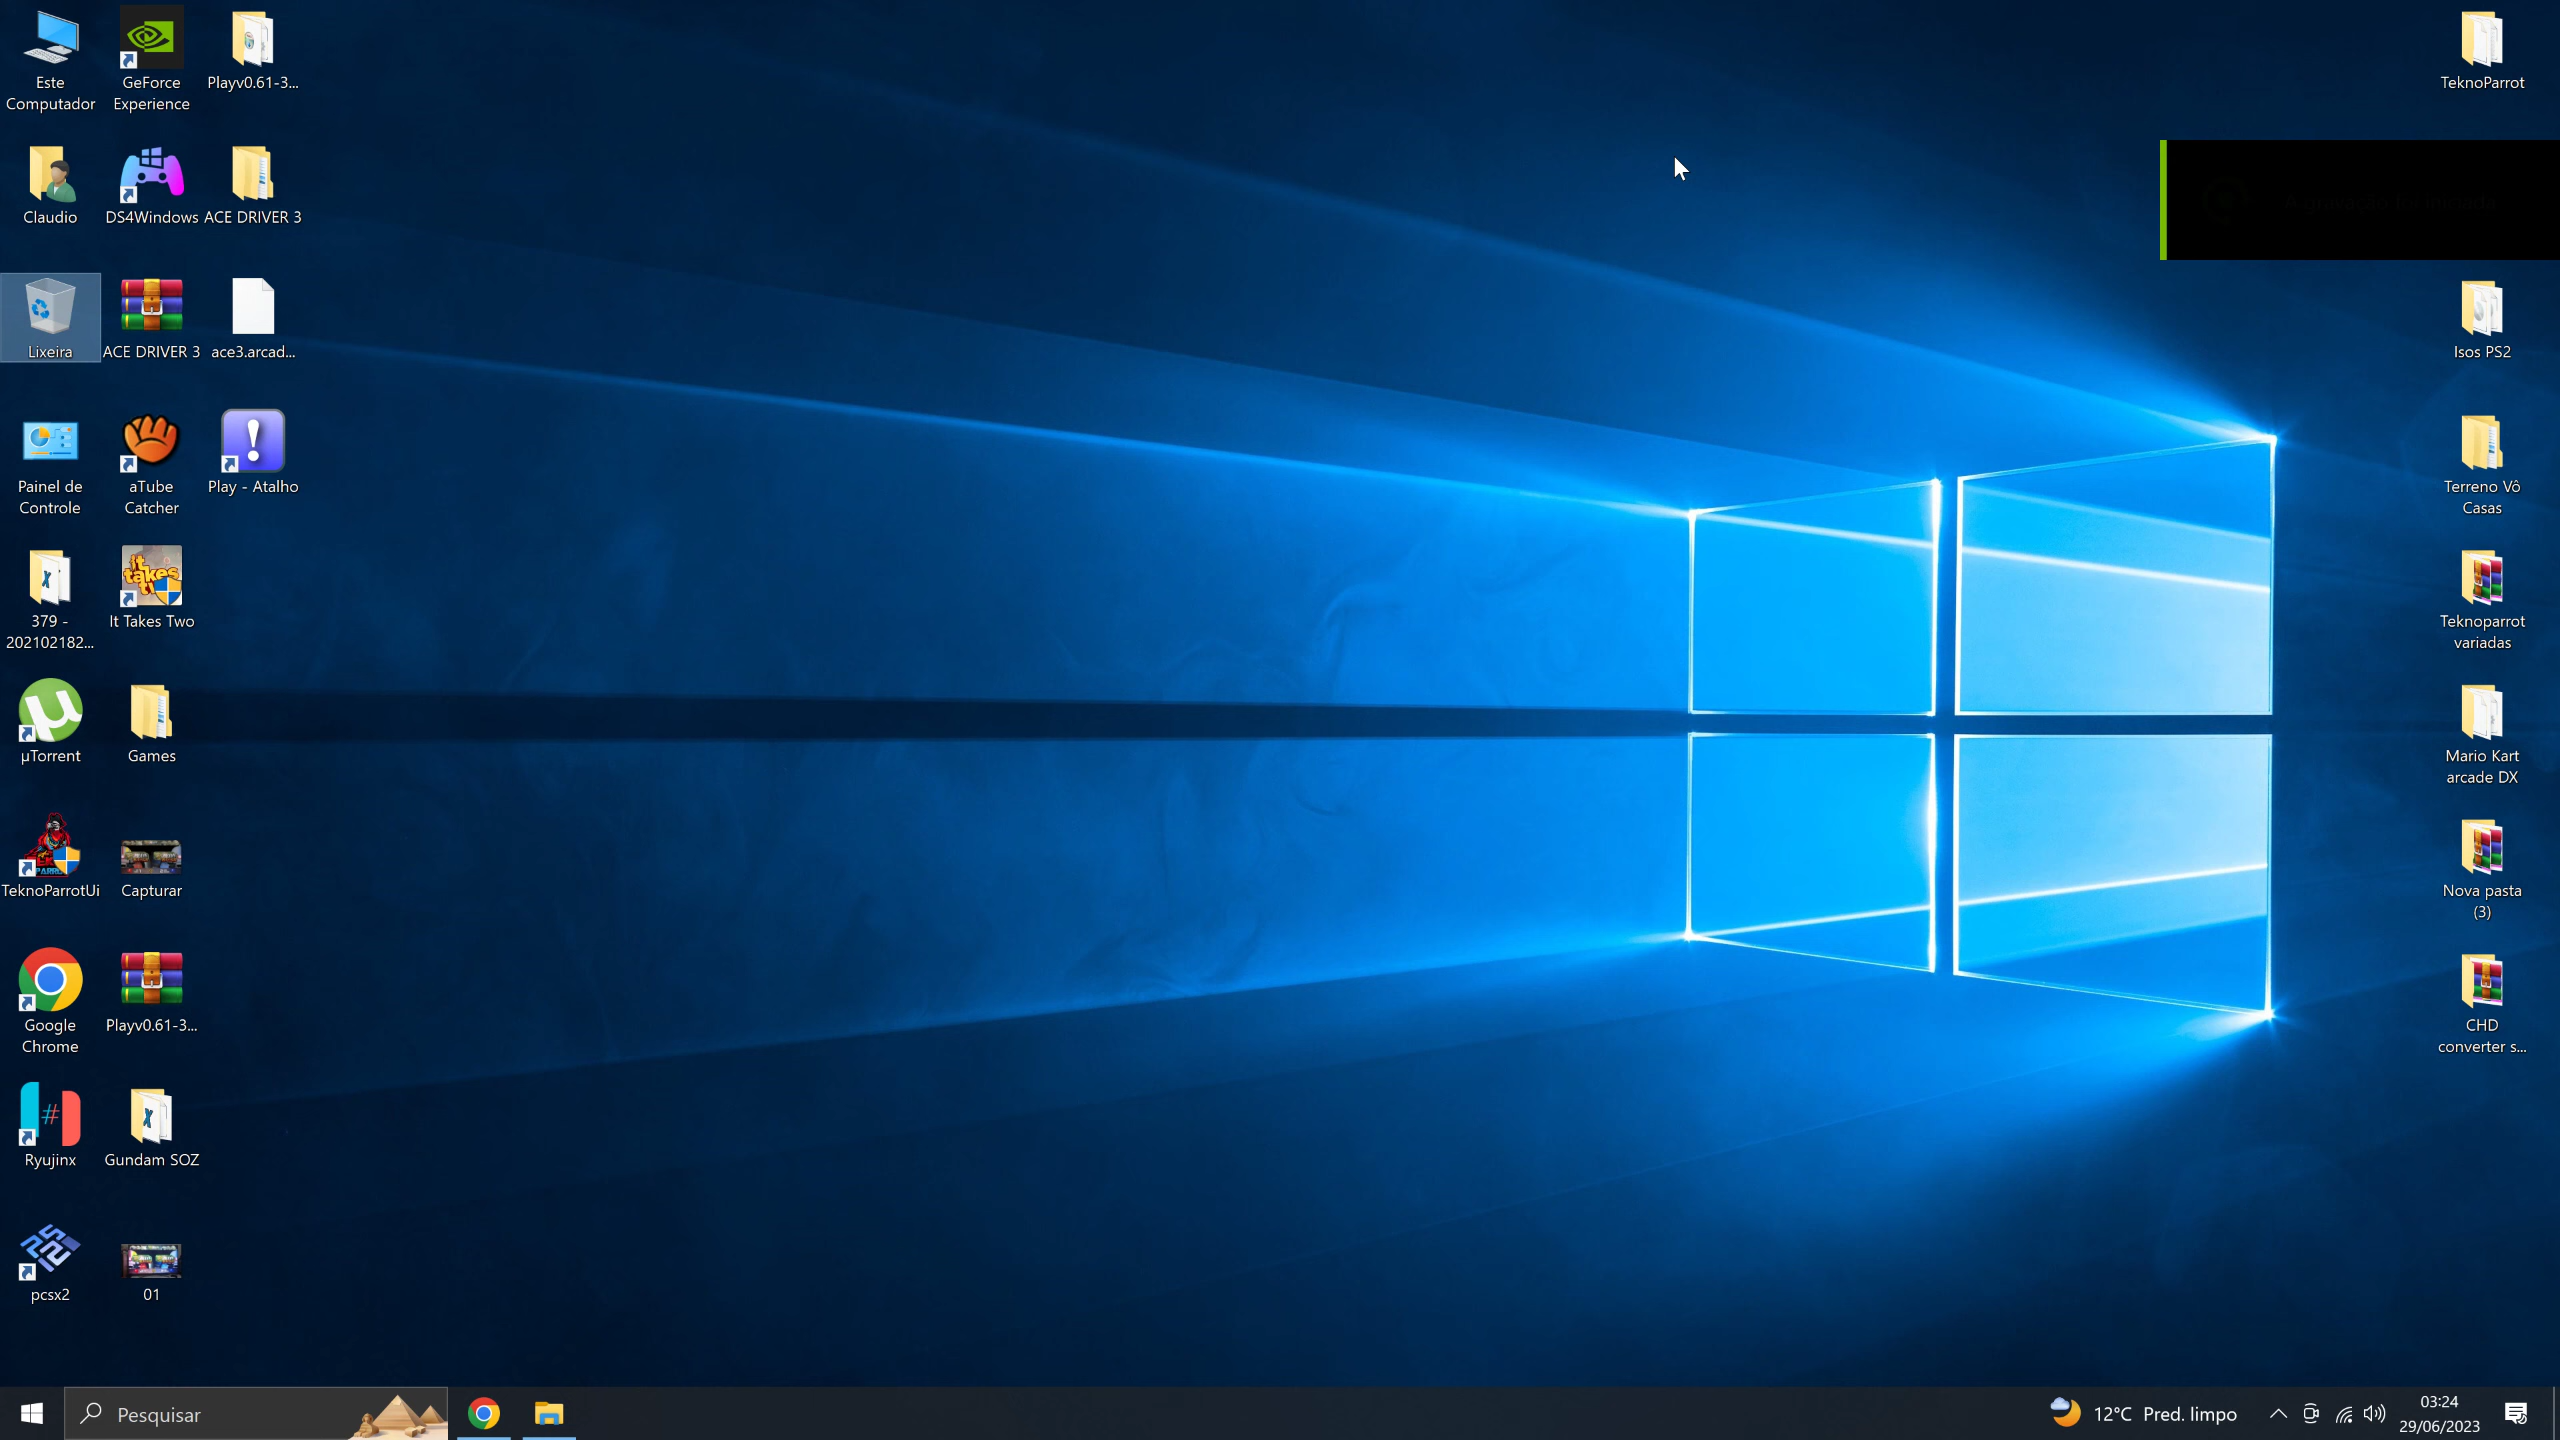 Este
Computador
GeForce
Experience
Playv0.61-3...
TeknoParrot
Claudio
DS4Windows
ACE DRIVER 3
Lixeira
ACE DRIVER 3
ace3.arcad...
Isos PS2
Painel de
Controle
aTube
Catcher
Play - Atalho
Terreno Vô
Casas
379 -
202102182...
It Takes Two
Teknoparrot
variadas
µTorrent
Games
Mario Kart
arcade DX
TeknoParrotUi
Capturar
Nova pasta
(3)
Google
Chrome
Playv0.61-3...
CHD
converter s...
Ryujinx
Gundam SOZ
pcsx2
01
Pesquisar
12°C Pred. limpo
03:24
29/06/2023